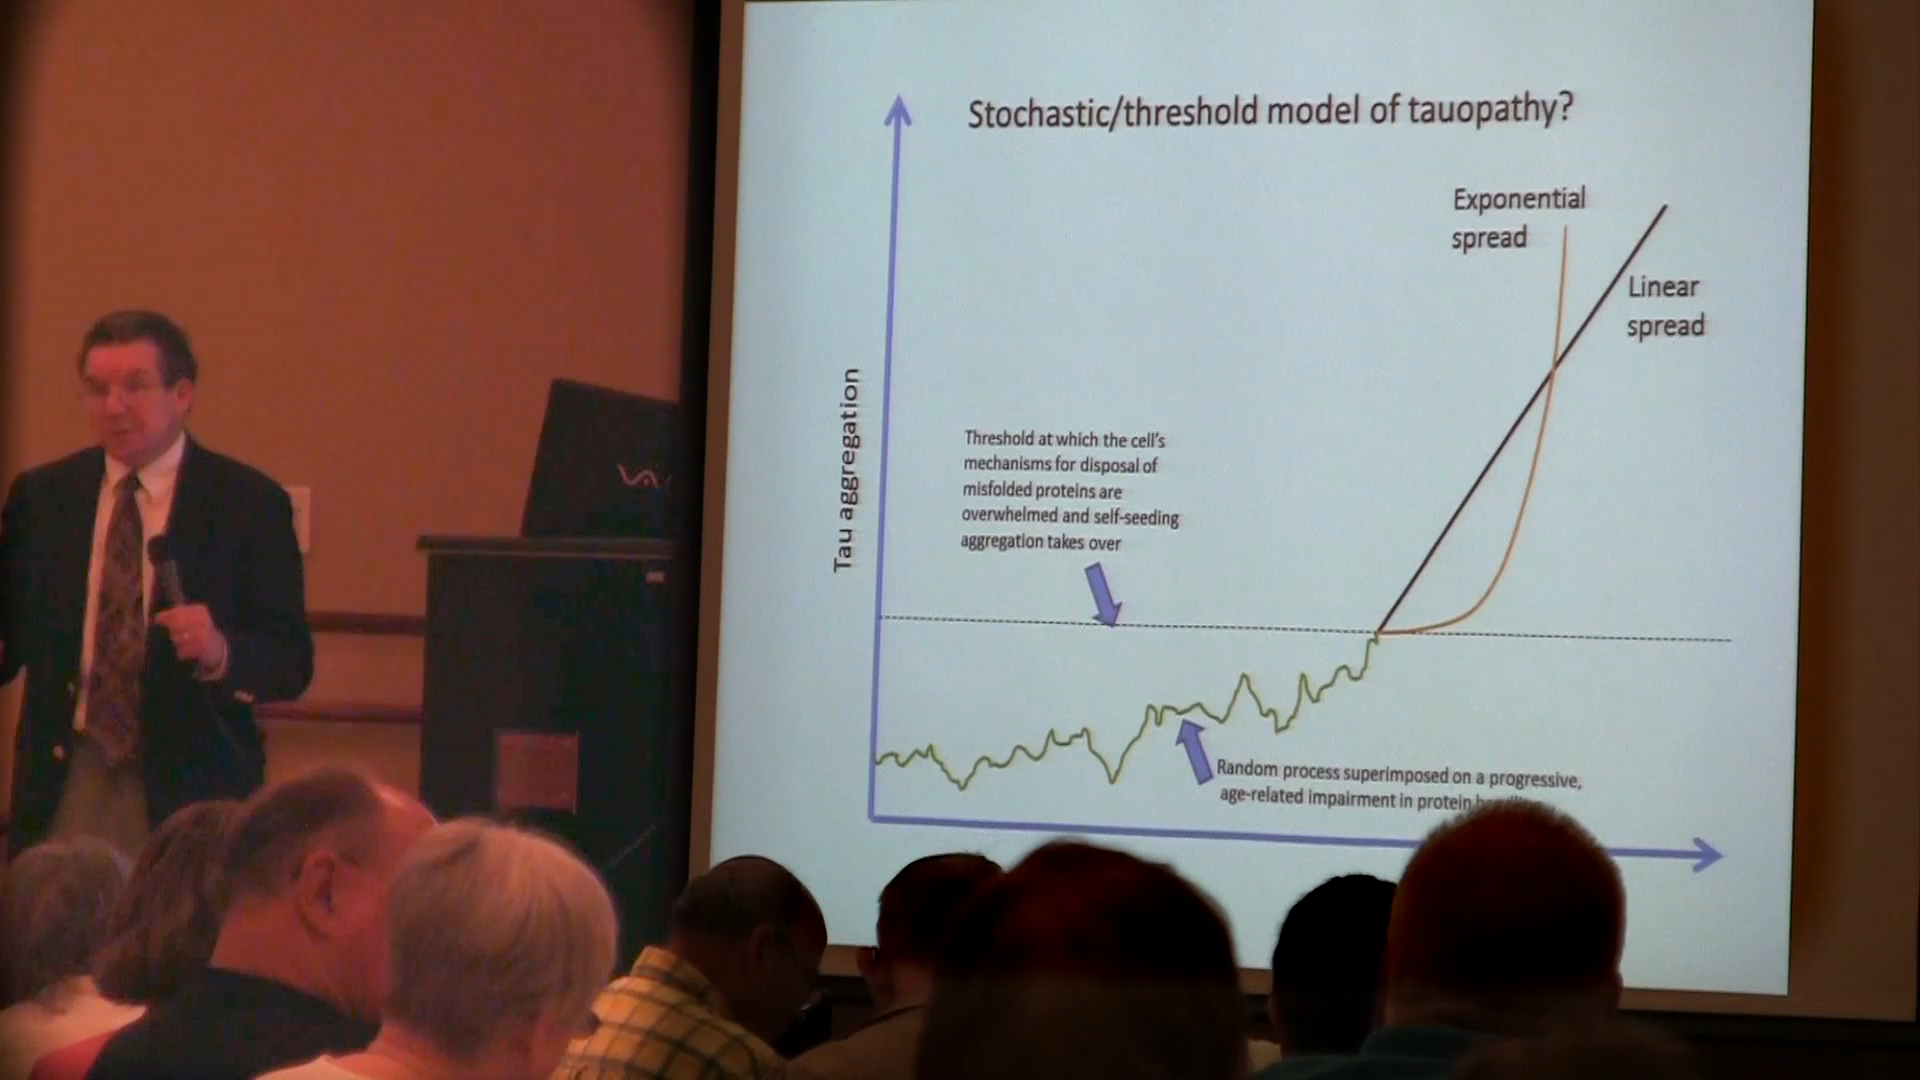 Stochastic/threshold model of tauopathy?
Exponential
spread
Linear
spread
Tau aggregation
Threshold at which the cell's
mechanisms for disposal of
misfolded proteins are
overwhelmed and self-seeding
aggregation takes over
Random process superimposed on a progressive,
age-related impairment in protein